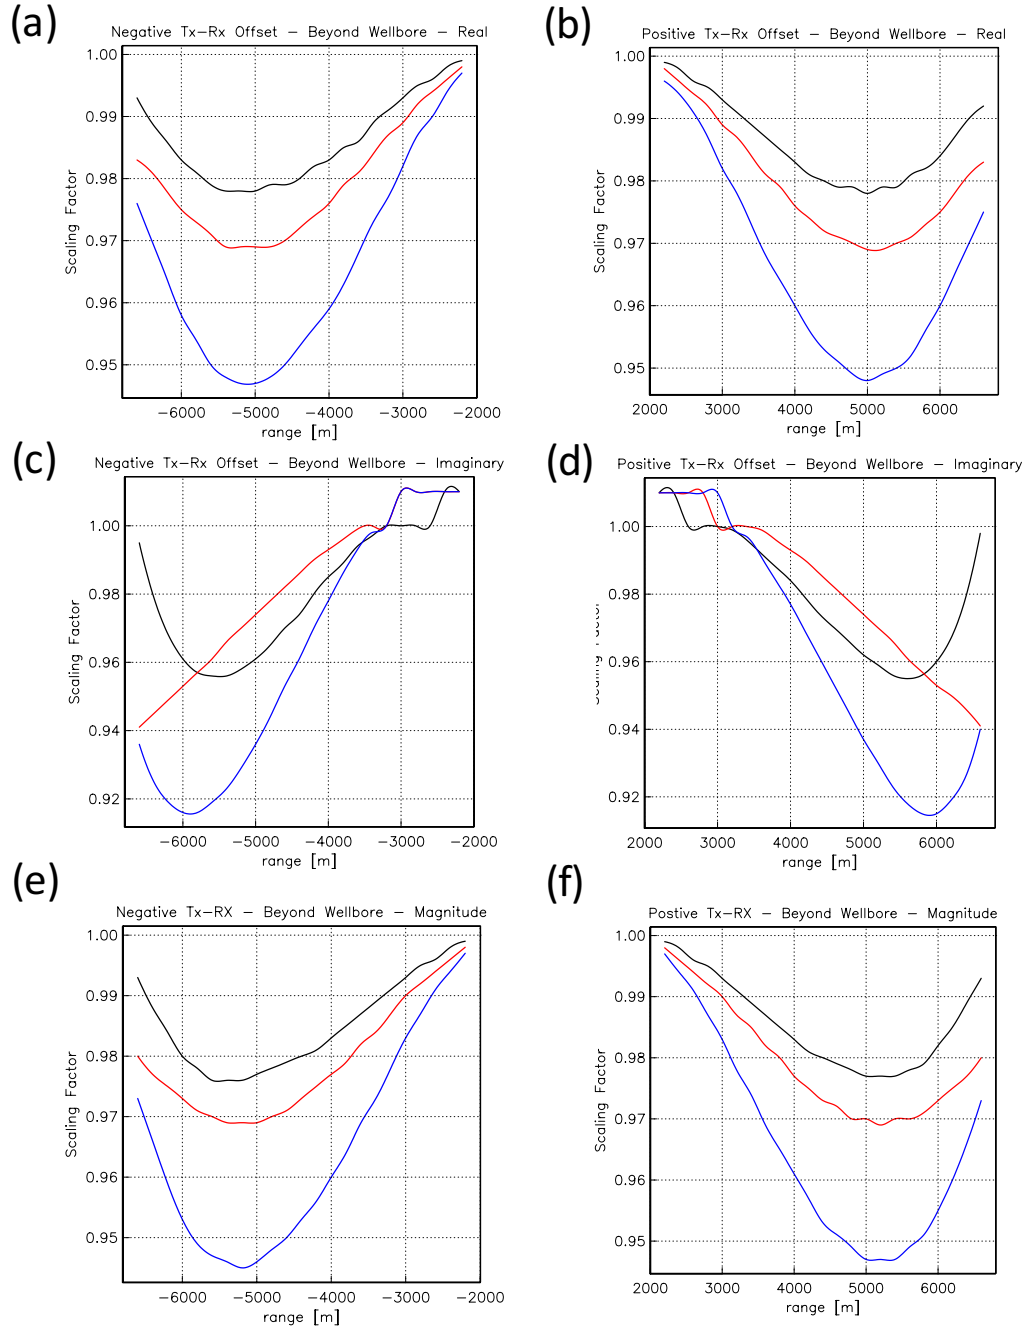 (a)
Negative Tx-Rx Offset - Beyond Wellbore - Real
1.00
0.99
0.98
0.97
0.96
0.95
Scaling Factor
-6000 -5000 -4000 -3000 -2000
range [m]
(b)
Positive Tx-Rx Offset - Beyond Wellbore - Real
1.00
0.99
0.98
0.97
0.96
0.95
Scaling Factor
2000 3000 4000 5000 6000
range [m]
(c)
Negative Tx-Rx Offset - Beyond Wellbore - Imaginary
1.00
0.98
0.96
0.94
0.92
Scaling Factor
-6000 -5000 -4000 -3000 -2000
range [m]
(d)
Positive Tx-Rx Offset - Beyond Wellbore - Imaginary
1.00
0.98
0.96
0.94
0.92
Scaling Factor
2000 3000 4000 5000 6000
range [m]
(e)
Negative Tx-RX - Beyond Wellbore - Magnitude
1.00
0.99
0.98
0.97
0.96
0.95
Scaling Factor
-6000 -5000 -4000 -3000 -2000
range [m]
(f)
Postive Tx-RX - Beyond Wellbore - Magnitude
1.00
0.99
0.98
0.97
0.96
0.95
Scaling Factor
2000 3000 4000 5000 6000
range [m]